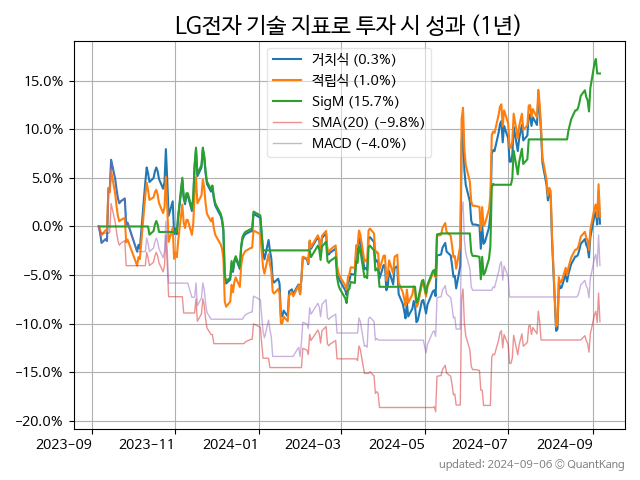 LG전자 기술 지표로 투자 시 성과 (1년)
거치식 (0.3%)
적립식 (1.0%)
SigM (15.7%)
SMA(20) (−9.8%)
MACD (−4.0%)
15.0%
10.0%
5.0%
0.0%
−5.0%
−10.0%
−15.0%
−20.0%
2023-09 2023-11 2024-01 2024-03 2024-05 2024-07 2024-09
updated: 2024-09-06 © QuantKang